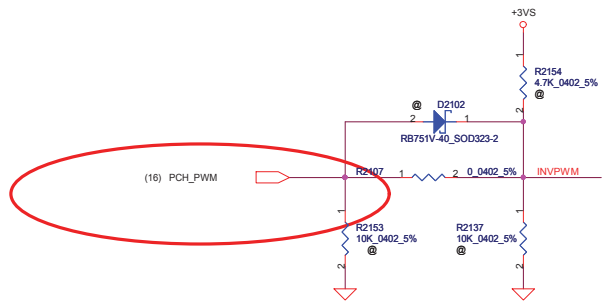 +3VS
1
R2154
4.7K_0402_5%
@
2
@
D2102
2
1
RB751V-40_SOD323-2
(16) PCH_PWM
R2107
1
2
0_0402_5%
INVPWM
1
R2153
10K_0402_5%
@
2
1
R2137
10K_0402_5%
@
2